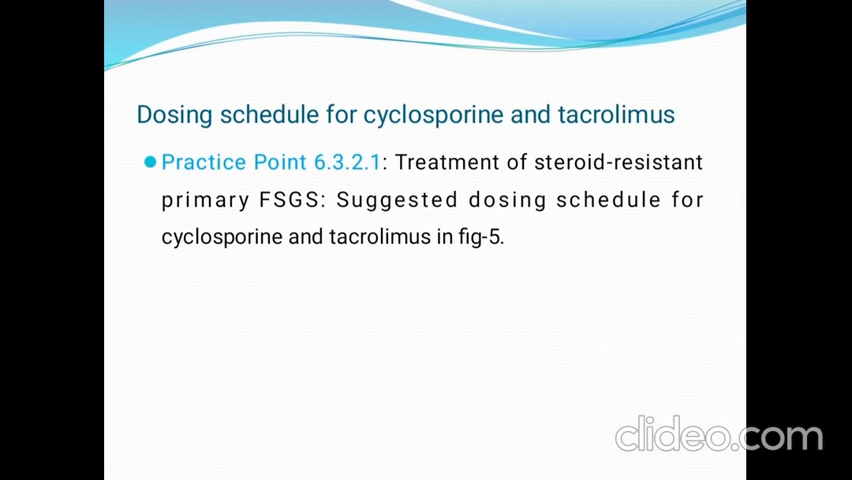 Dosing schedule for cyclosporine and tacrolimus
●Practice Point 6.3.2.1: Treatment of steroid-resistant
primary FSGS: Suggested dosing schedule for
cyclosporine and tacrolimus in fig-5.
clideo.com